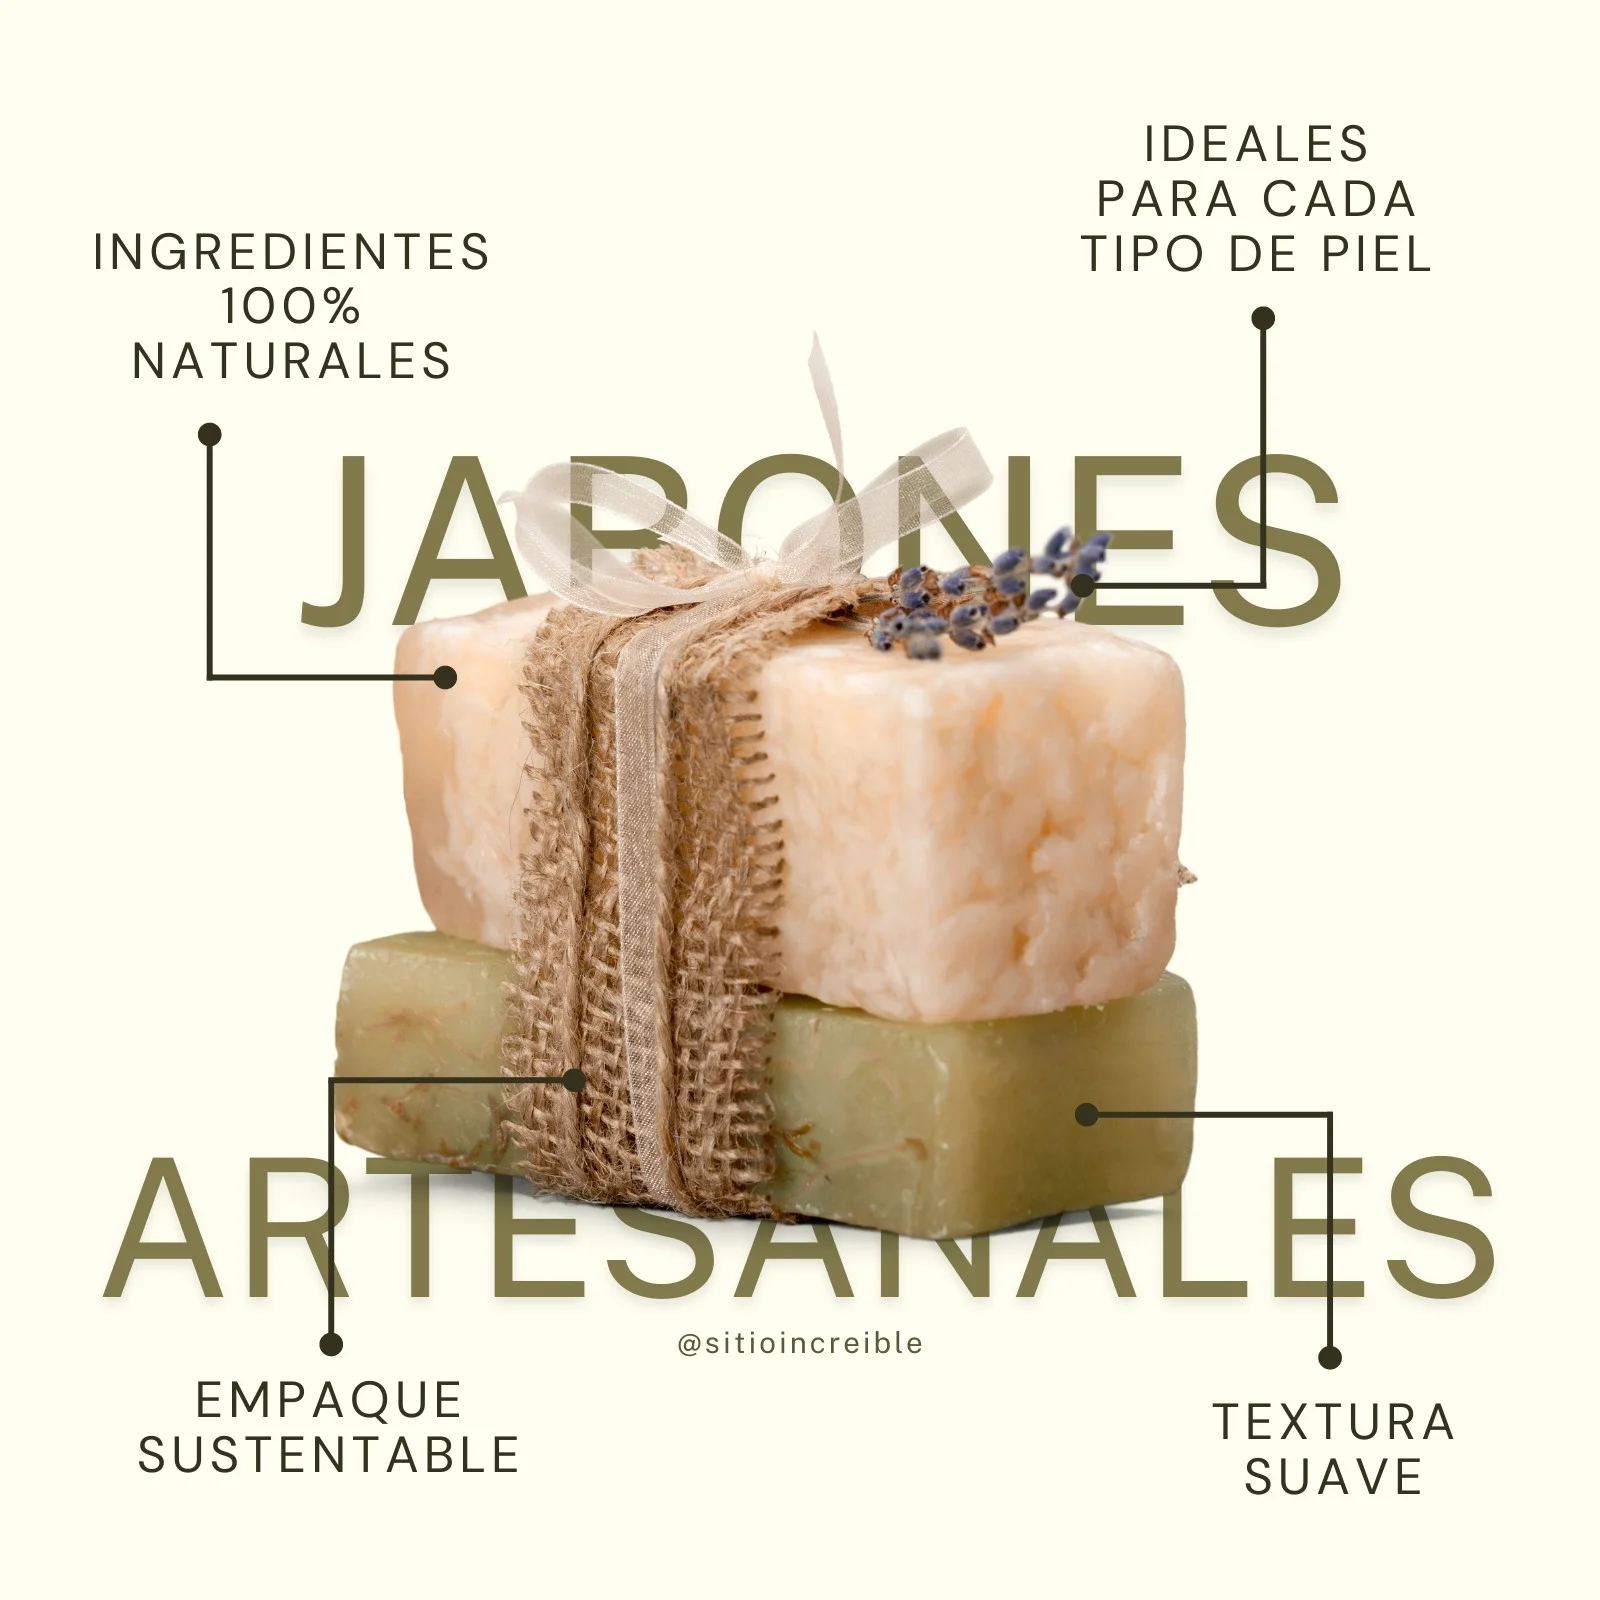 IDEALES
PARA CADA
TIPO DE PIEL
INGREDIENTES
100%
NATURALES
JABONES
ARTESANALES
@sitioincreible
EMPAQUE
SUSTENTABLE
TEXTURA
SUAVE